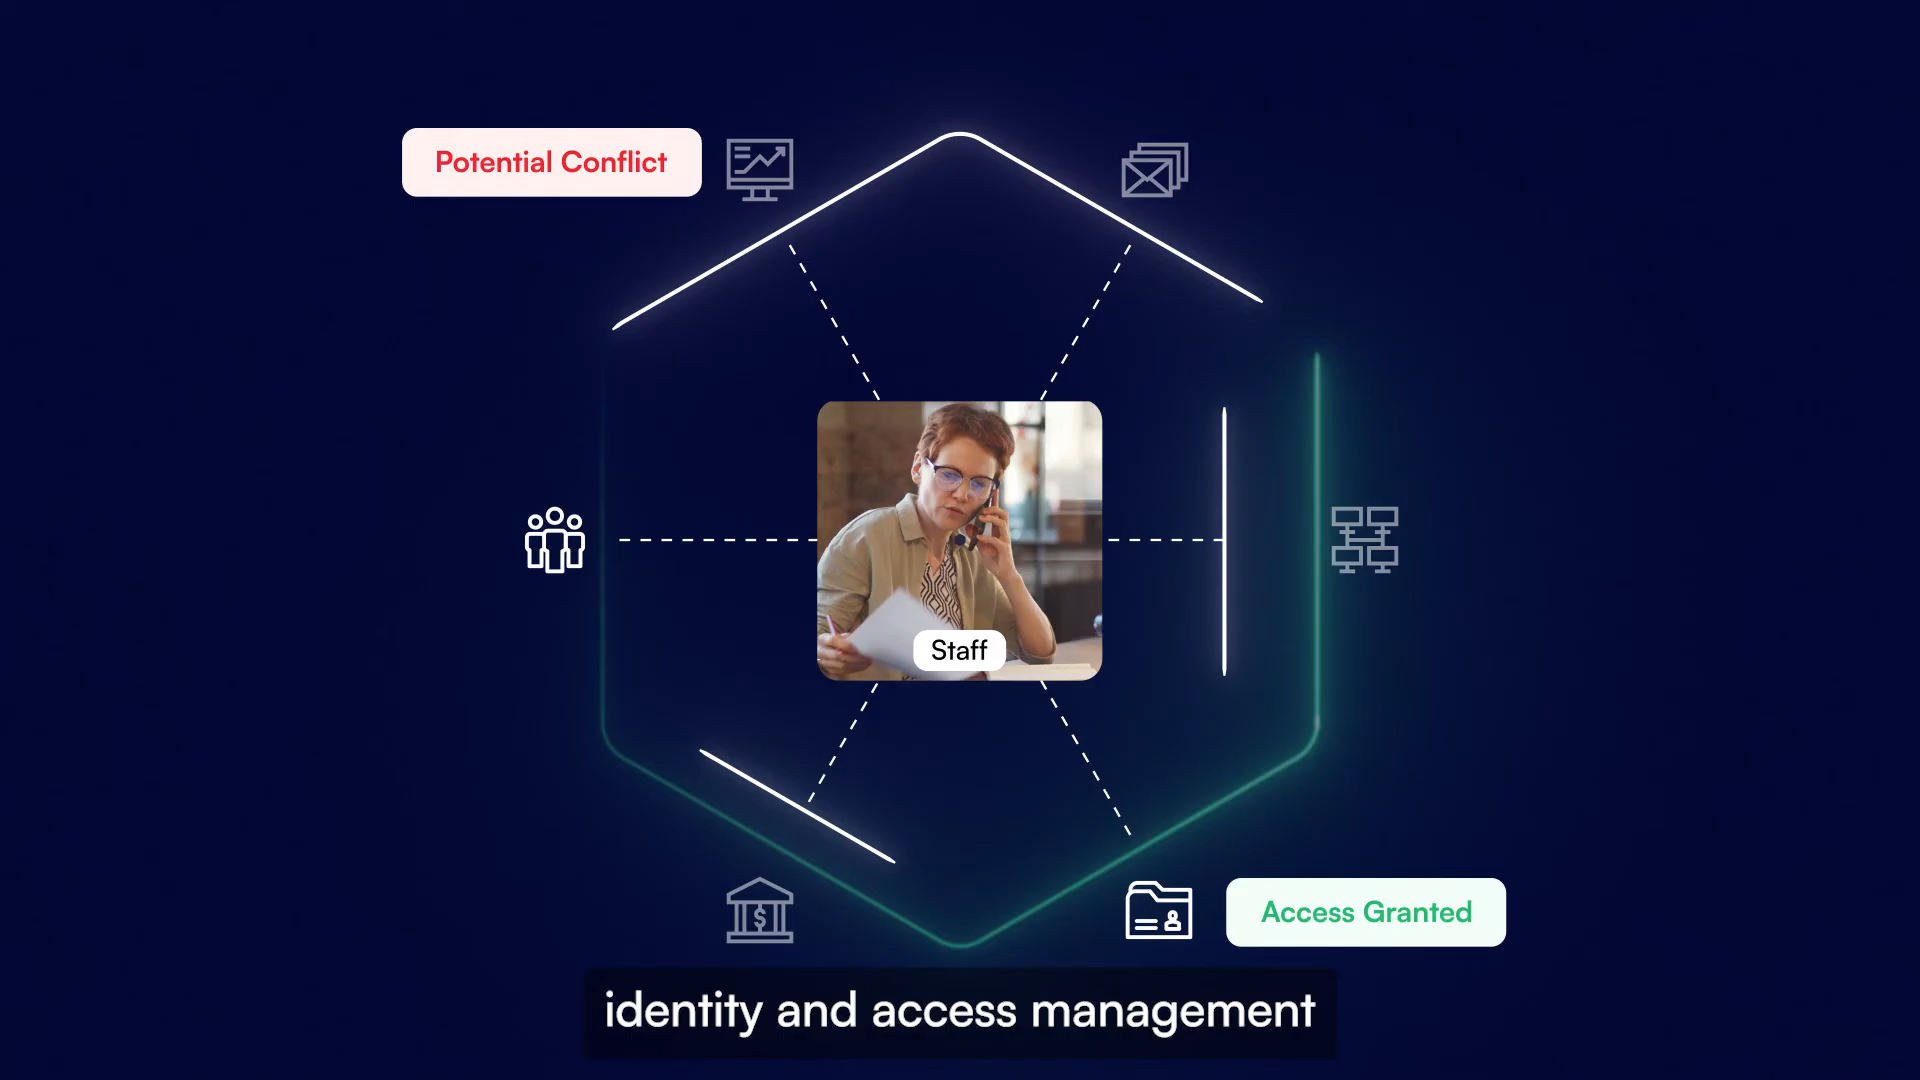 Potential Conflict
Staff
Access Granted
identity and access management